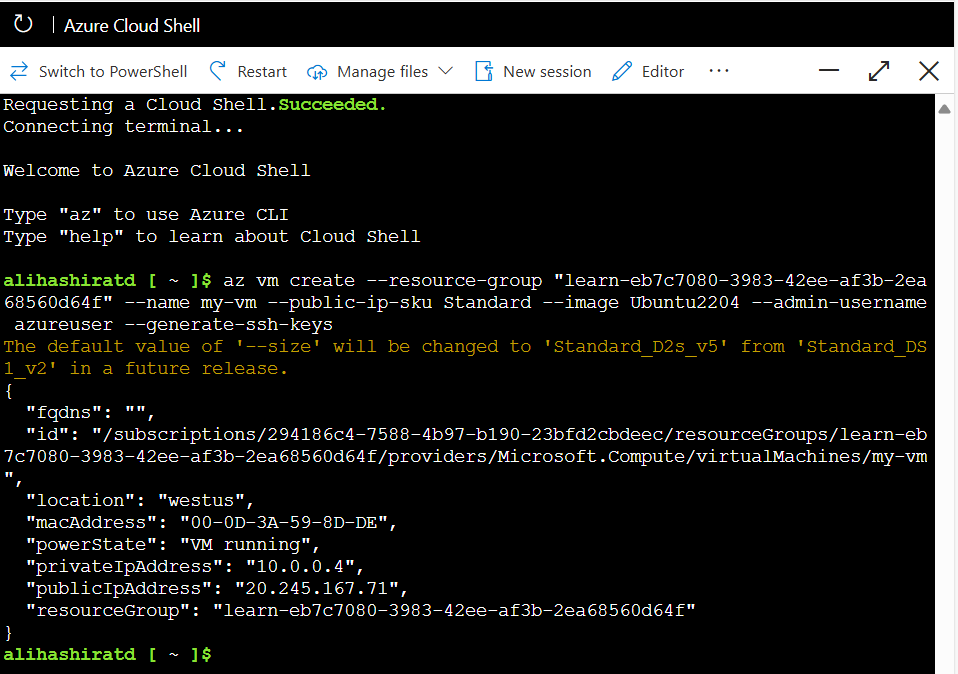 Azure Cloud Shell
Switch to PowerShell Restart Manage files New session Editor ...
Requesting a Cloud Shell.Succeeded.
Connecting terminal...
Welcome to Azure Cloud Shell
Type "az" to use Azure CLI
Type "help" to learn about Cloud Shell
alihashiratd [ ~ ]$ az vm create --resource-group "learn-eb7c7080-3983-42ee-af3b-2ea
68560d64f" --name my-vm --public-ip-sku Standard --image Ubuntu2204 --admin-username
 azureuser --generate-ssh-keys
The default value of '--size' will be changed to 'Standard_D2s_v5' from 'Standard_DS
1_v2' in a future release.
{
  "fqdns": "",
  "id": "/subscriptions/294186c4-7588-4b97-b190-23bfd2cbdeec/resourceGroups/learn-eb
7c7080-3983-42ee-af3b-2ea68560d64f/providers/Microsoft.Compute/virtualMachines/my-vm
",
  "location": "westus",
  "macAddress": "00-0D-3A-59-8D-DE",
  "powerState": "VM running",
  "privateIpAddress": "10.0.0.4",
  "publicIpAddress": "20.245.167.71",
  "resourceGroup": "learn-eb7c7080-3983-42ee-af3b-2ea68560d64f"
}
alihashiratd [ ~ ]$